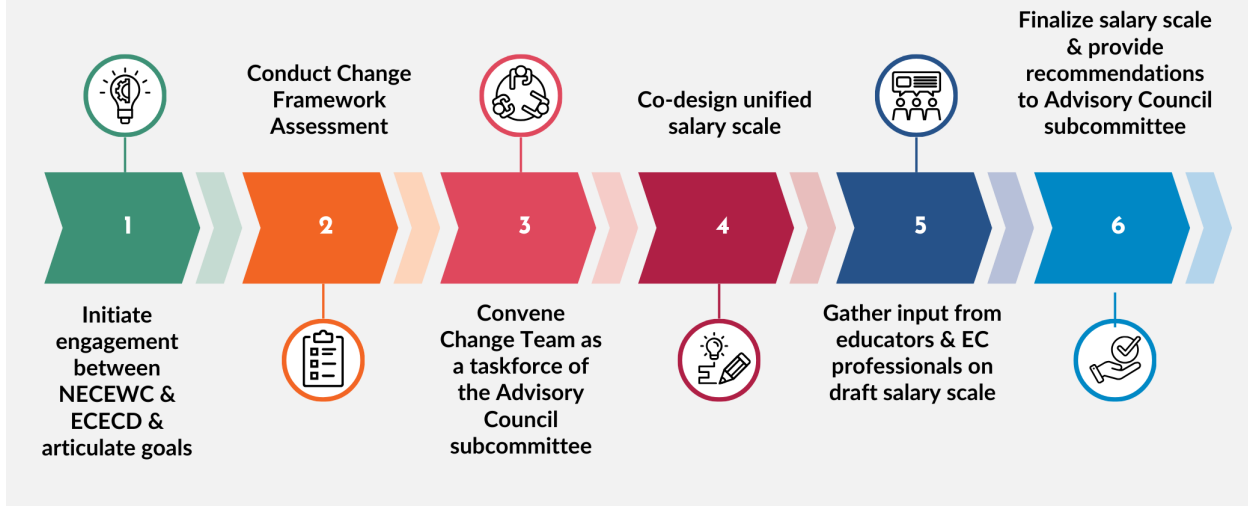 1
Initiate
engagement
between
NECEWC &
ECECD &
articulate goals
Conduct Change
Framework
Assessment
2
3
Convene
Change Team as
a taskforce of
the Advisory
Council
subcommittee
Co-design unified
salary scale
4
5
Gather input from
educators & EC
professionals on
draft salary scale
Finalize salary scale
& provide
recommendations
to Advisory Council
subcommittee
6